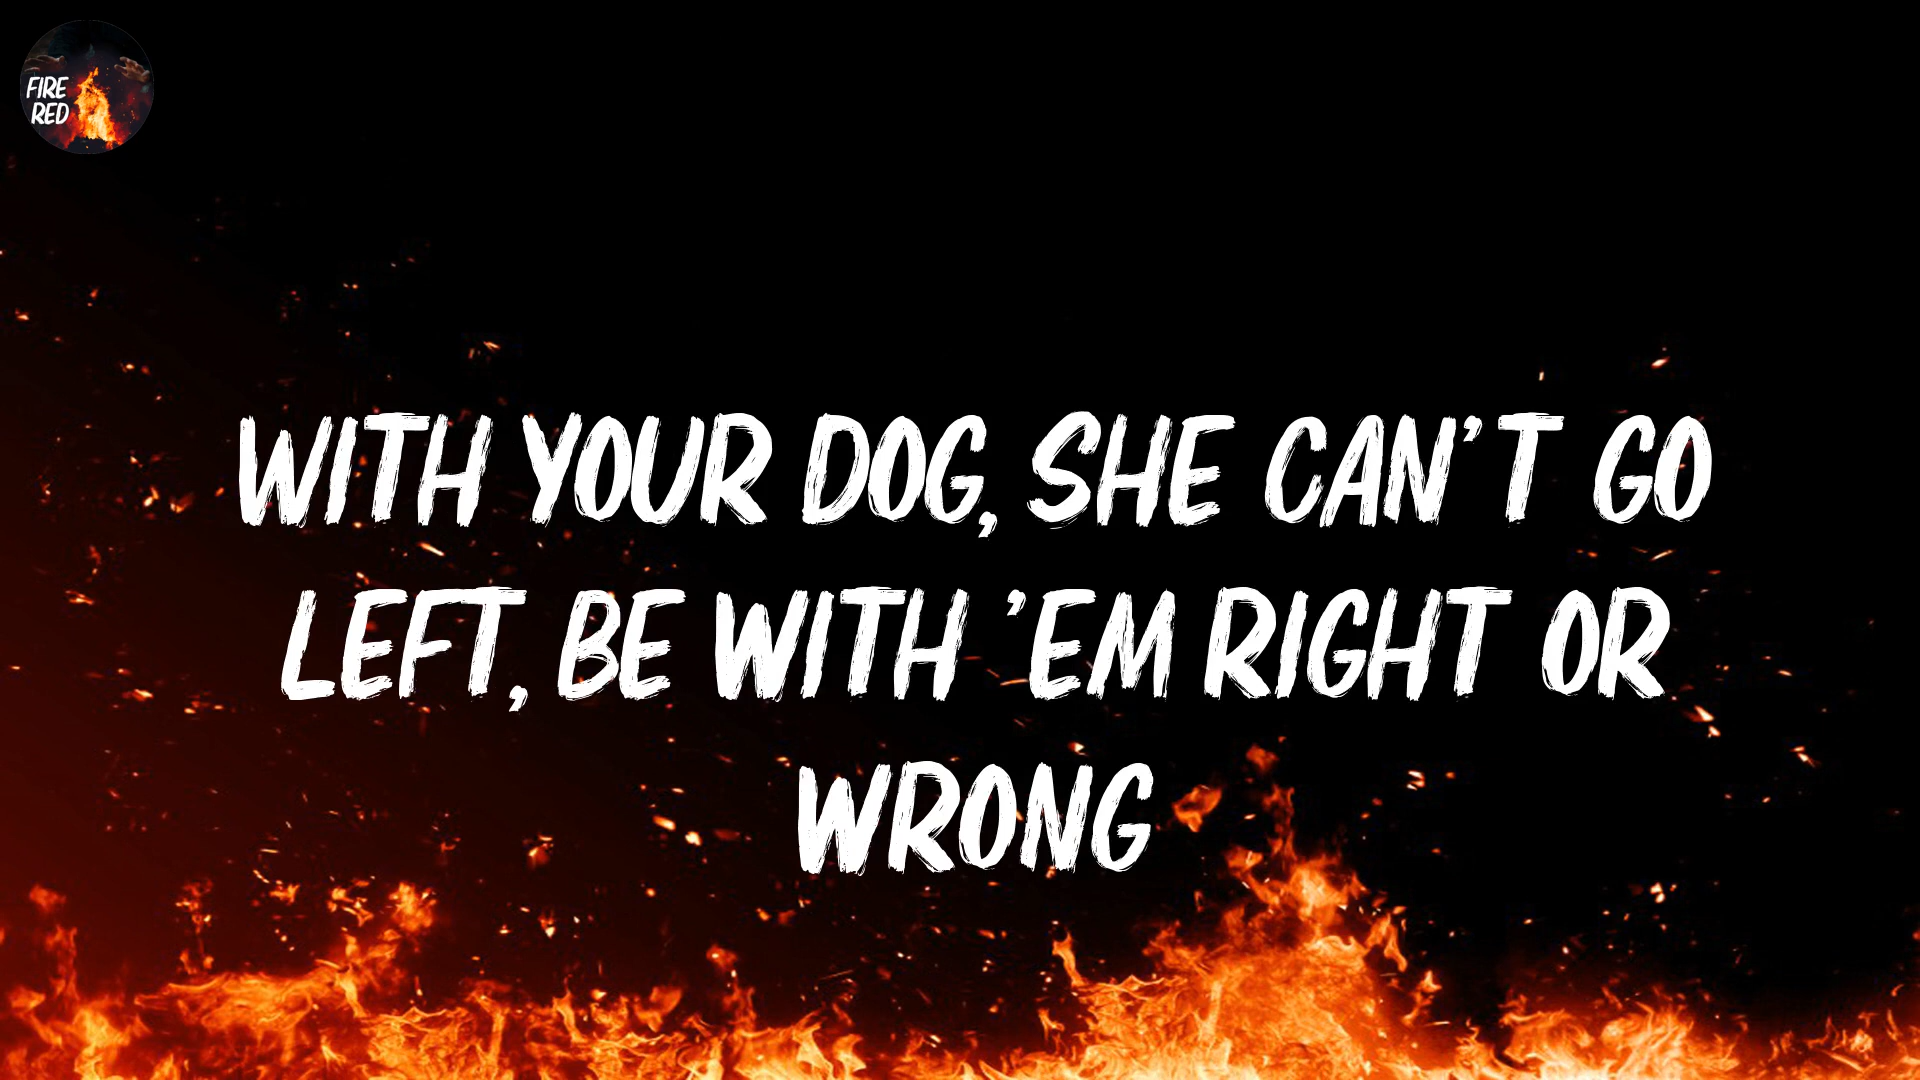 FIRE
RED
WITH YOUR DOG, SHE CAN'T GO
LEFT, BE WITH 'EM RIGHT OR
WRONG